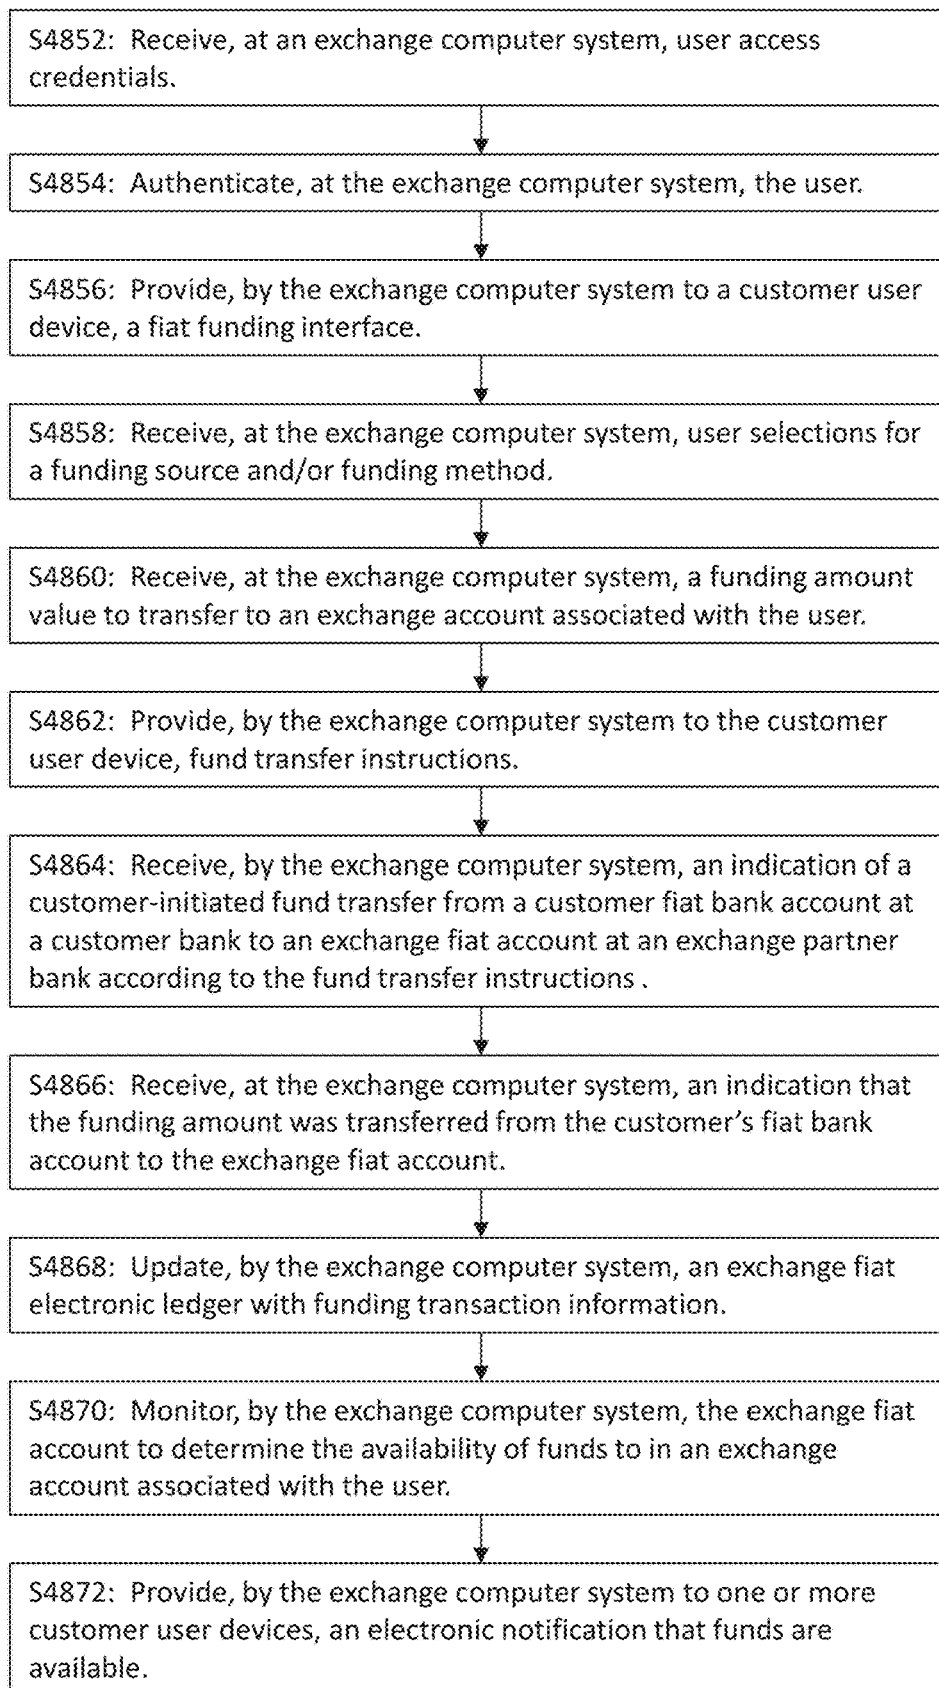 S4852: Receive, at an exchange computer system, user access
credentials.
S4854: Authenticate, at the exchange computer system, the user.
S4856: Provide, by the exchange computer system to a customer user
device, a fiat funding interface.
S4858: Receive, at the exchange computer system, user selections for
a funding source and/or funding method.
S4860: Receive, at the exchange computer system, a funding amount
value to transfer to an exchange account associated with the user.
S4862: Provide, by the exchange computer system to the customer
user device, fund transfer instructions.
S4864: Receive, by the exchange computer system, an indication of a
customer-initiated fund transfer from a customer fiat bank account at
a customer bank to an exchange fiat account at an exchange partner
bank according to the fund transfer instructions .
S4866: Receive, at the exchange computer system, an indication that
the funding amount was transferred from the customer's fiat bank
account to the exchange fiat account.
S4868: Update, by the exchange computer system, an exchange fiat
electronic ledger with funding transaction information.
S4870: Monitor, by the exchange computer system, the exchange fiat
account to determine the availability of funds to in an exchange
account associated with the user.
S4872: Provide, by the exchange computer system to one or more
customer user devices, an electronic notification that funds are
available.